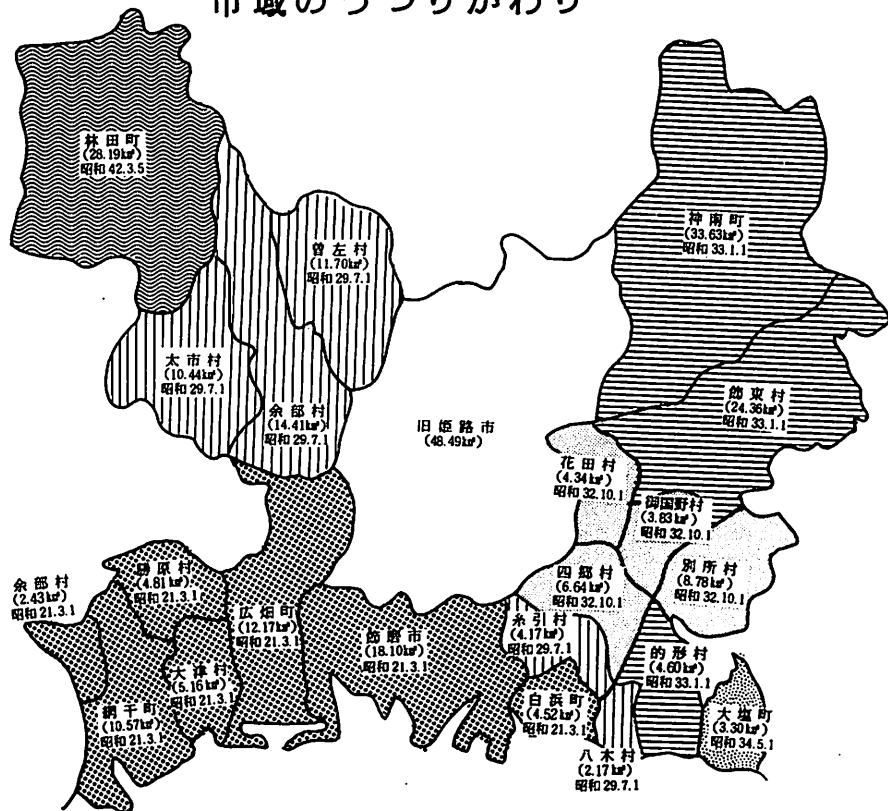 市域のうつりかわり
林田町
(28.19k㎡)
昭和42.3.5
神南町
(33.63k㎡)
昭和33.1.1
曽左村
(11.70k㎡)
昭和29.7.1
太市村
(10.44k㎡)
昭和29.7.1
余部村
(14.41k㎡)
昭和29.7.1
旧姫路市
(48.49k㎡)
飾東村
(24.36k㎡)
昭和33.1.1
花田村
(4.34k㎡)
昭和32.10.1
御国野村
(3.83k㎡)
昭和32.10.1
別所村
(8.78k㎡)
昭和32.10.1
四郷村
(6.64k㎡)
昭和32.10.1
余部村
(2.43k㎡)
昭和21.3.1
勝原村
(4.81k㎡)
昭和21.3.1
広畑町
(12.17k㎡)
昭和21.3.1
飾磨市
(18.10k㎡)
昭和21.3.1
糸引村
(4.17k㎡)
昭和29.7.1
的形村
(4.60k㎡)
昭和33.1.1
大津村
(5.16k㎡)
昭和21.3.1
網干町
(10.57k㎡)
昭和21.3.1
白浜町
(4.52k㎡)
昭和21.3.1
大塩町
(3.30k㎡)
昭和34.5.1
八木村
(2.17k㎡)
昭和29.7.1